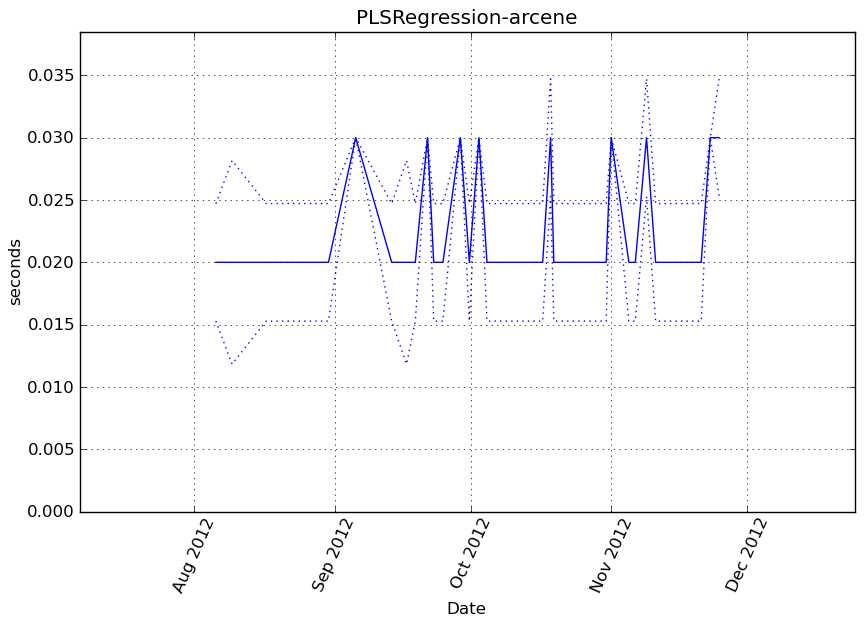 PLSRegression-arcene
0.035
0.030
0.025
0.020
0.015
0.010
0.005
0.000
seconds
Aug 2012
Sep 2012
Oct 2012
Nov 2012
Dec 2012
Date